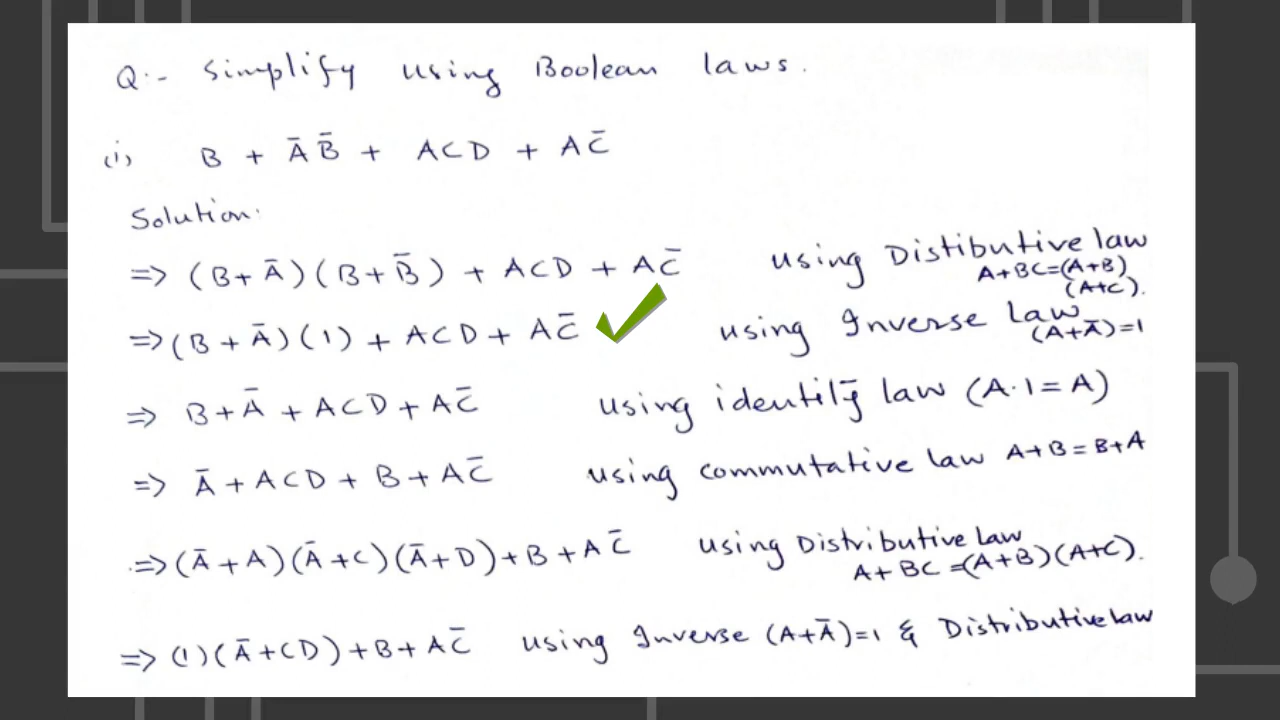 Q:- Simplify using Boolean laws.
(i) B + A̅ B̅ + ACD + AC̅
Solution:
=> (B + A̅) (B + B̅) + ACD + AC̅ using Distibutive law A+BC=(A+B) (A+C).
=> (B + A̅) (1) + ACD + AC̅ using Inverse Law (A+A̅)=1
=> B + A̅ + ACD + AC̅ using identity law (A·1=A)
=> A̅ + ACD + B + AC̅ using commutative law A+B=B+A
=> (A̅ + A) (A̅ + C) (A̅ + D) + B + AC̅ using Distributive law A+BC=(A+B)(A+C).
=> (1) (A̅ + CD) + B + AC̅ using Inverse (A+A̅)=1 & Distributive law